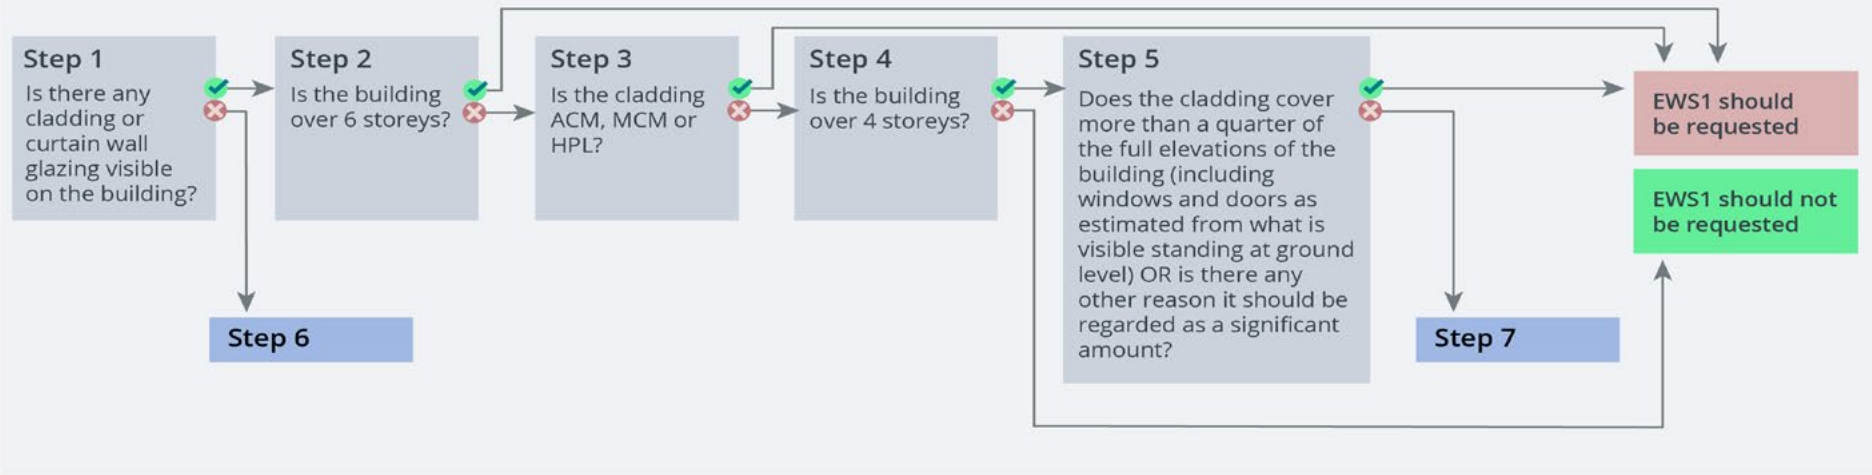 Step 1
Is there any
cladding or
curtain wall
glazing visible
on the building?
Step 2
Is the building
over 6 storeys?
Step 3
Is the cladding
ACM, MCM or
HPL?
Step 4
Is the building
over 4 storeys?
Step 5
Does the cladding cover
more than a quarter of
the full elevations of the
building (including
windows and doors as
estimated from what is
visible standing at ground
level) OR is there any
other reason it should be
regarded as a significant
amount?
EWS1 should
be requested
EWS1 should not
be requested
Step 6
Step 7